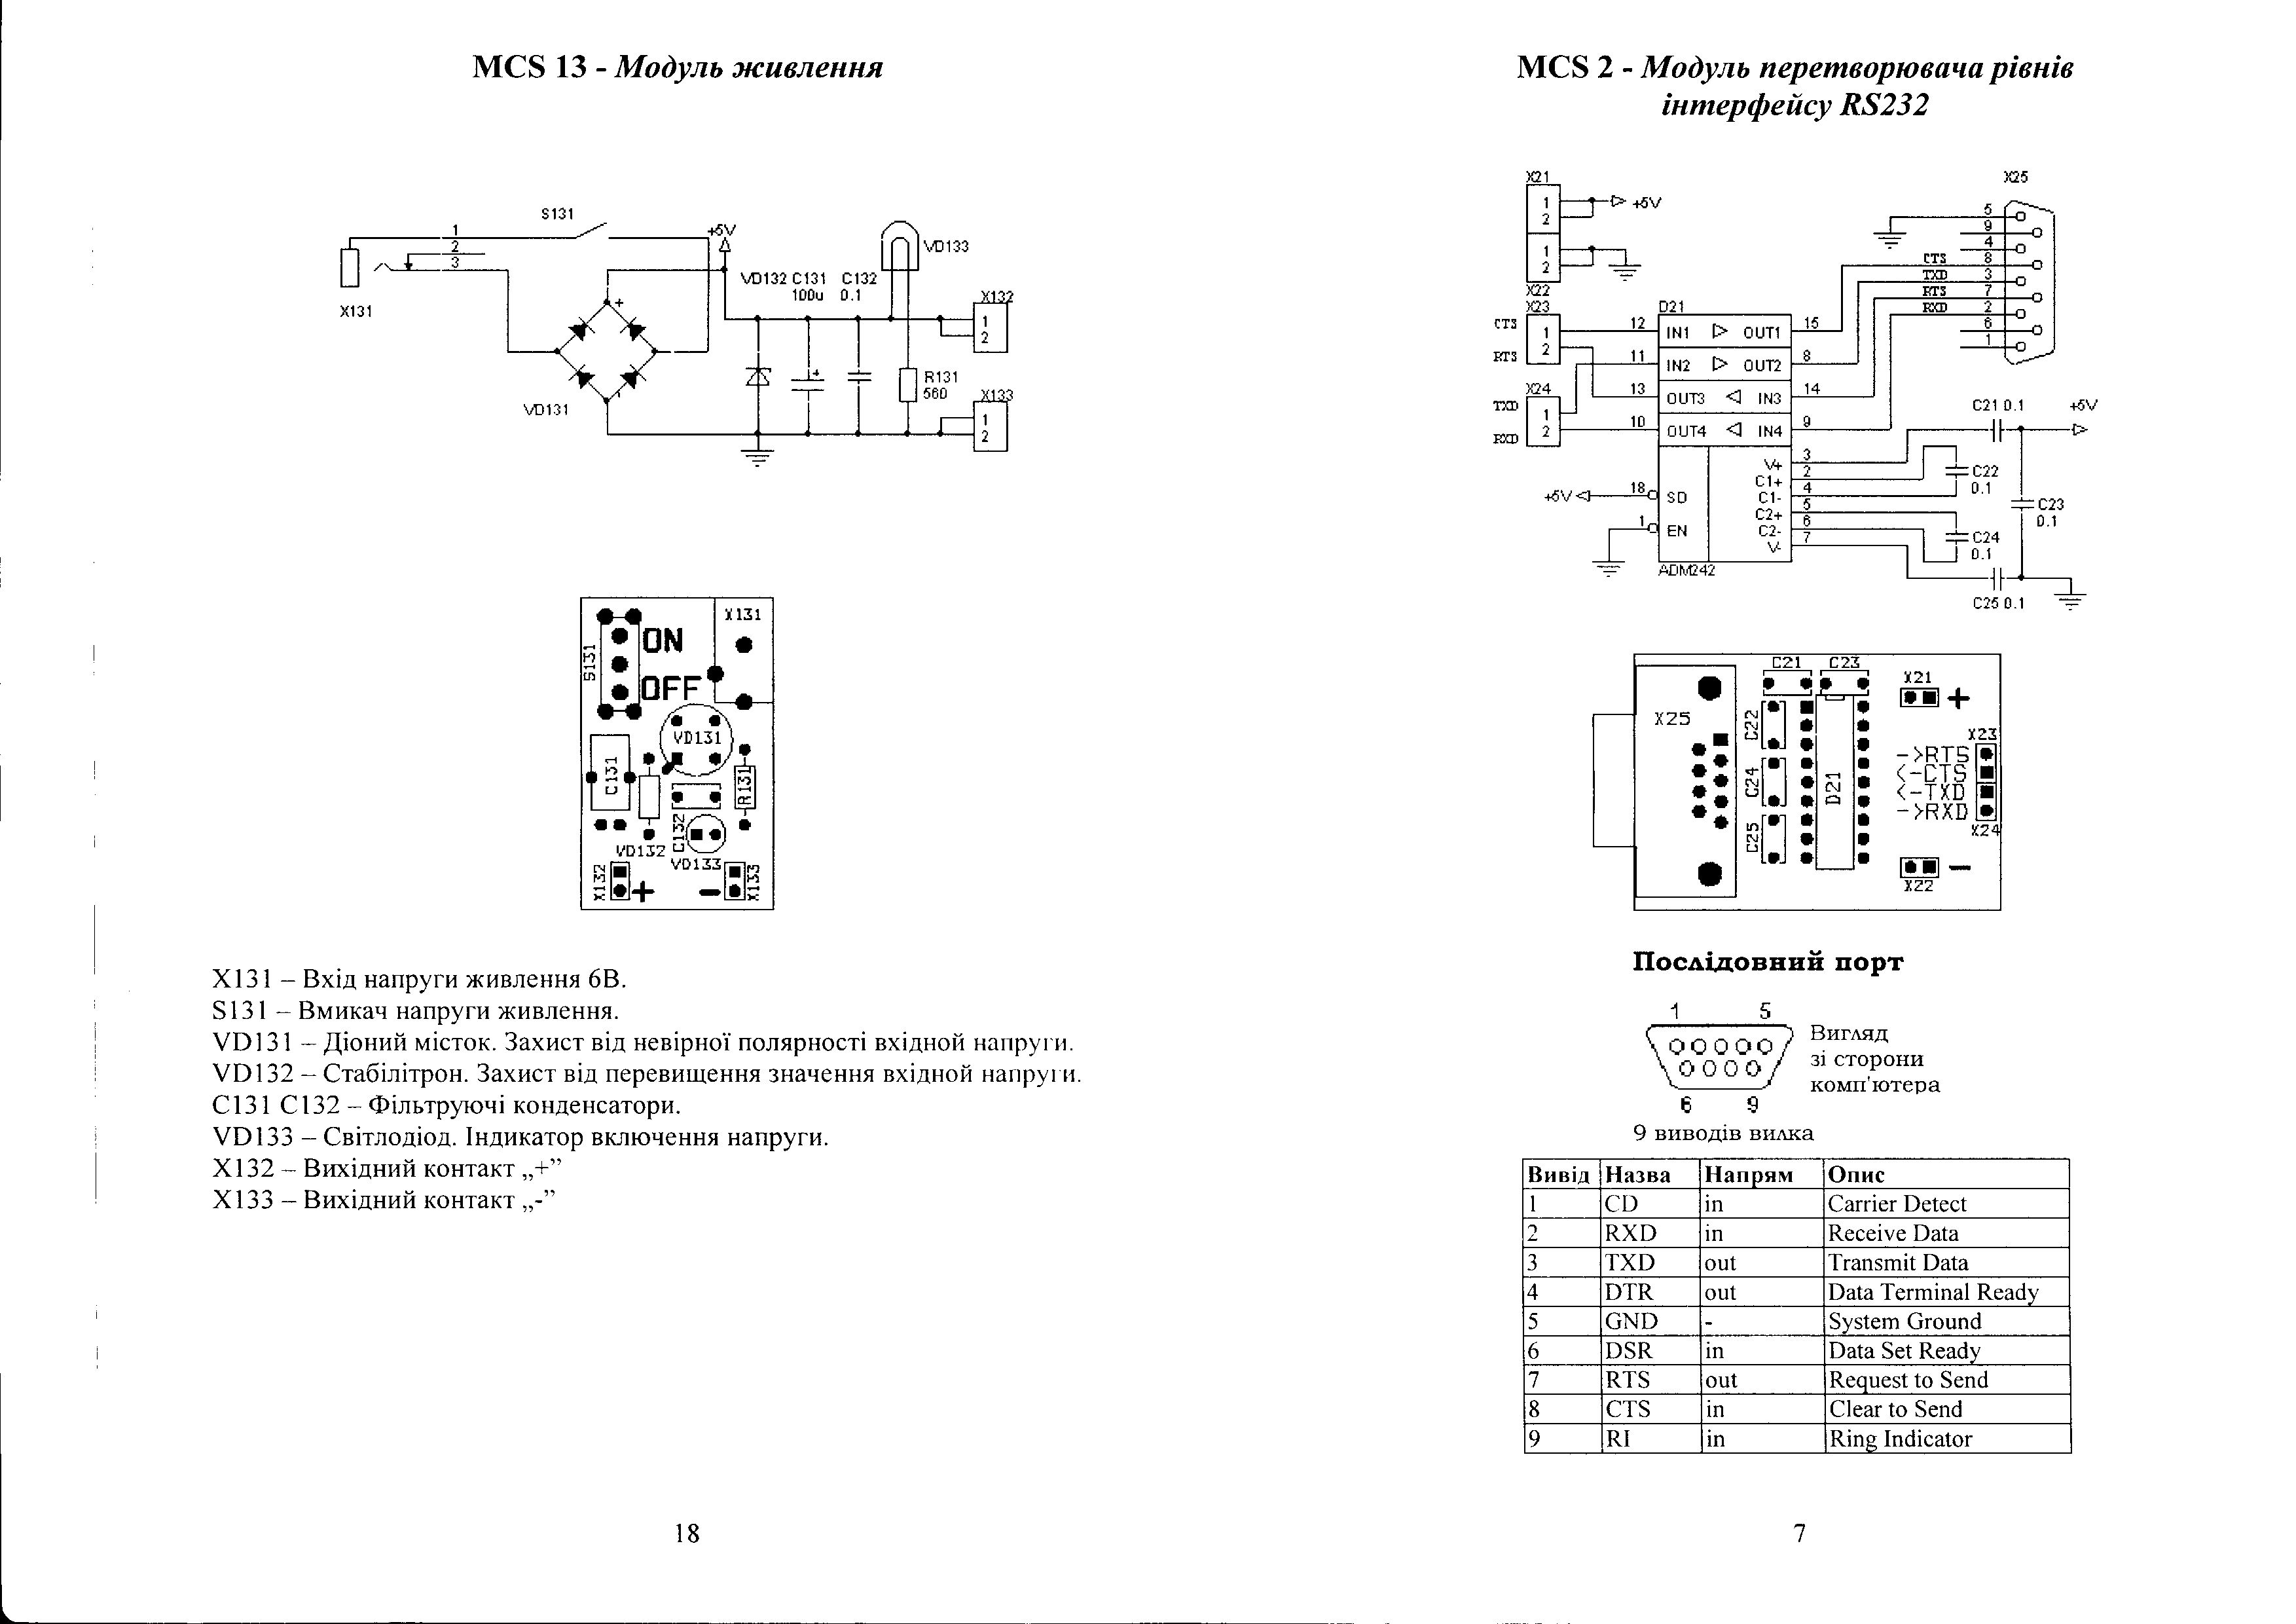 MCS 13 - Модуль живлення
S131
1
2
3
X131
+5V
VD133
VD132 C131 C132
100u 0.1
X132
1
2
R131
560
X133
1
2
VD131
X131
ON
OFF
S131
VD131
C131
R131
C132
VD132
VD133
X132
+
-
X133
X131 – Вхід напруги живлення 6В.
S131 – Вмикач напруги живлення.
VD131 – Діоний місток. Захист від невірної полярності вхідной напруги.
VD132 – Стабілітрон. Захист від перевищення значення вхідной напруги.
C131 C132 – Фільтруючі конденсатори.
VD133 – Світлодіод. Індикатор включення напруги.
X132 – Вихідний контакт „+”
X133 – Вихідний контакт „-”
18
MCS 2 - Модуль перетворювача рівнів
інтерфейсу RS232
X21
1
2
+5V
1
2
X22
X25
5
9
4
CTS 8
TXD 3
RTS 7
RXD 2
6
1
X23
CTS 1
RTS 2
X24
TXD 1
RXD 2
D21
12 IN1 OUT1 15
11 IN2 OUT2 8
13 OUT3 IN3 14
10 OUT4 IN4 9
V+ 3
C1+ 2
C1- 4
C2+ 5
C2- 6
V- 7
+5V 18 SD
1 EN
ADM242
C21 0.1
+5V
C22
0.1
C23
0.1
C24
0.1
C25 0.1
C21 C23
X21
+
X25
C22
C24
C25
D21
X23
->RTS
<-CTS
<-TXD
->RXD
X24
-
X22
Послідовний порт
1 5
Вигляд
зі сторони
комп'ютера
6 9
9 виводів вилка
Вивід Назва Напрям Опис
1 CD in Carrier Detect
2 RXD in Receive Data
3 TXD out Transmit Data
4 DTR out Data Terminal Ready
5 GND - System Ground
6 DSR in Data Set Ready
7 RTS out Request to Send
8 CTS in Clear to Send
9 RI in Ring Indicator
7